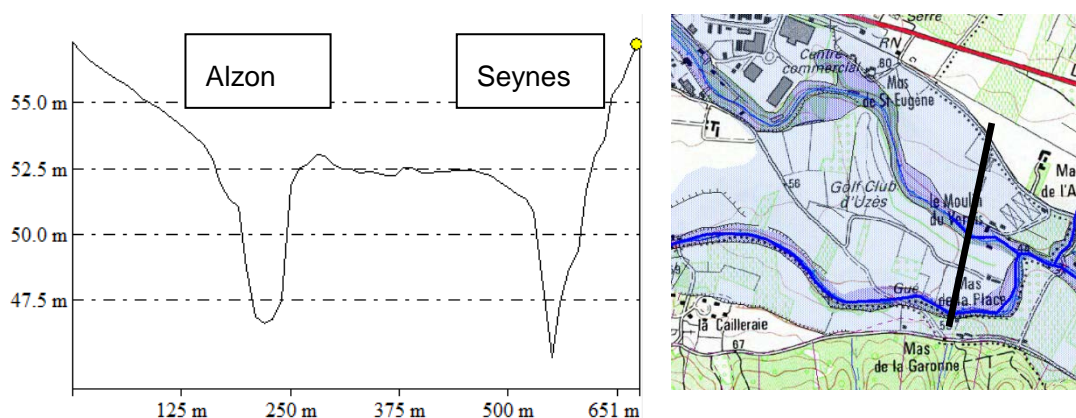 Alzon
Seynes
55.0 m
52.5 m
50.0 m
47.5 m
125 m
250 m
375 m
500 m
651 m
Serre
RN
Centre
commercial
60
Mas
de St Eugène
Ti
56
Golf Club
d'Uzès
le Moulin
Mas
de l'A
Gué
Mas
de la Place
la Cailleraie
67
Mas
de la Garonne